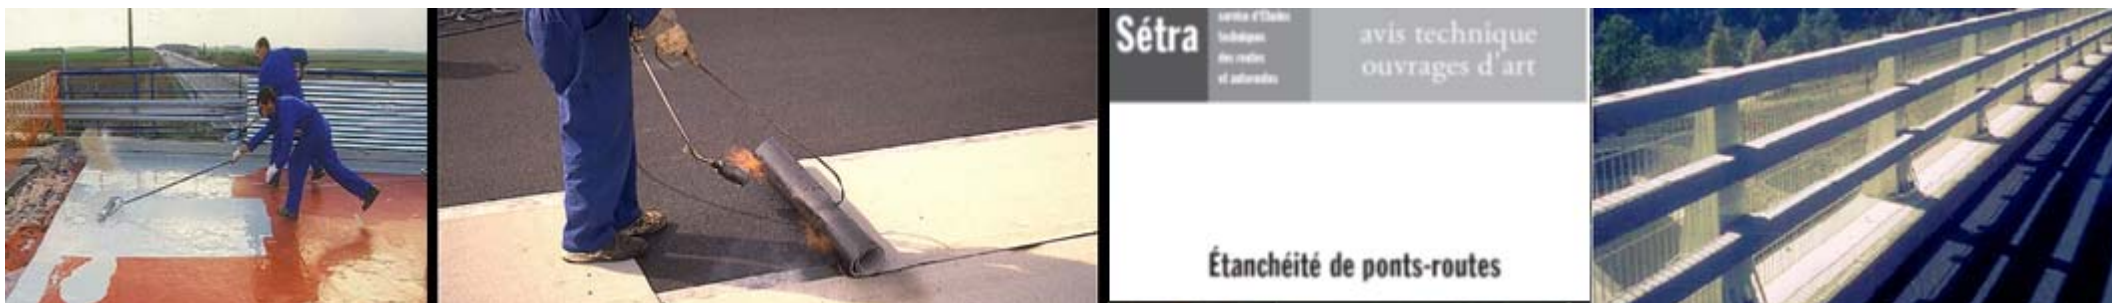 Sétra
service d'Études
techniques
des routes
et autoroutes
avis technique
ouvrages d'art
Étanchéité de ponts-routes